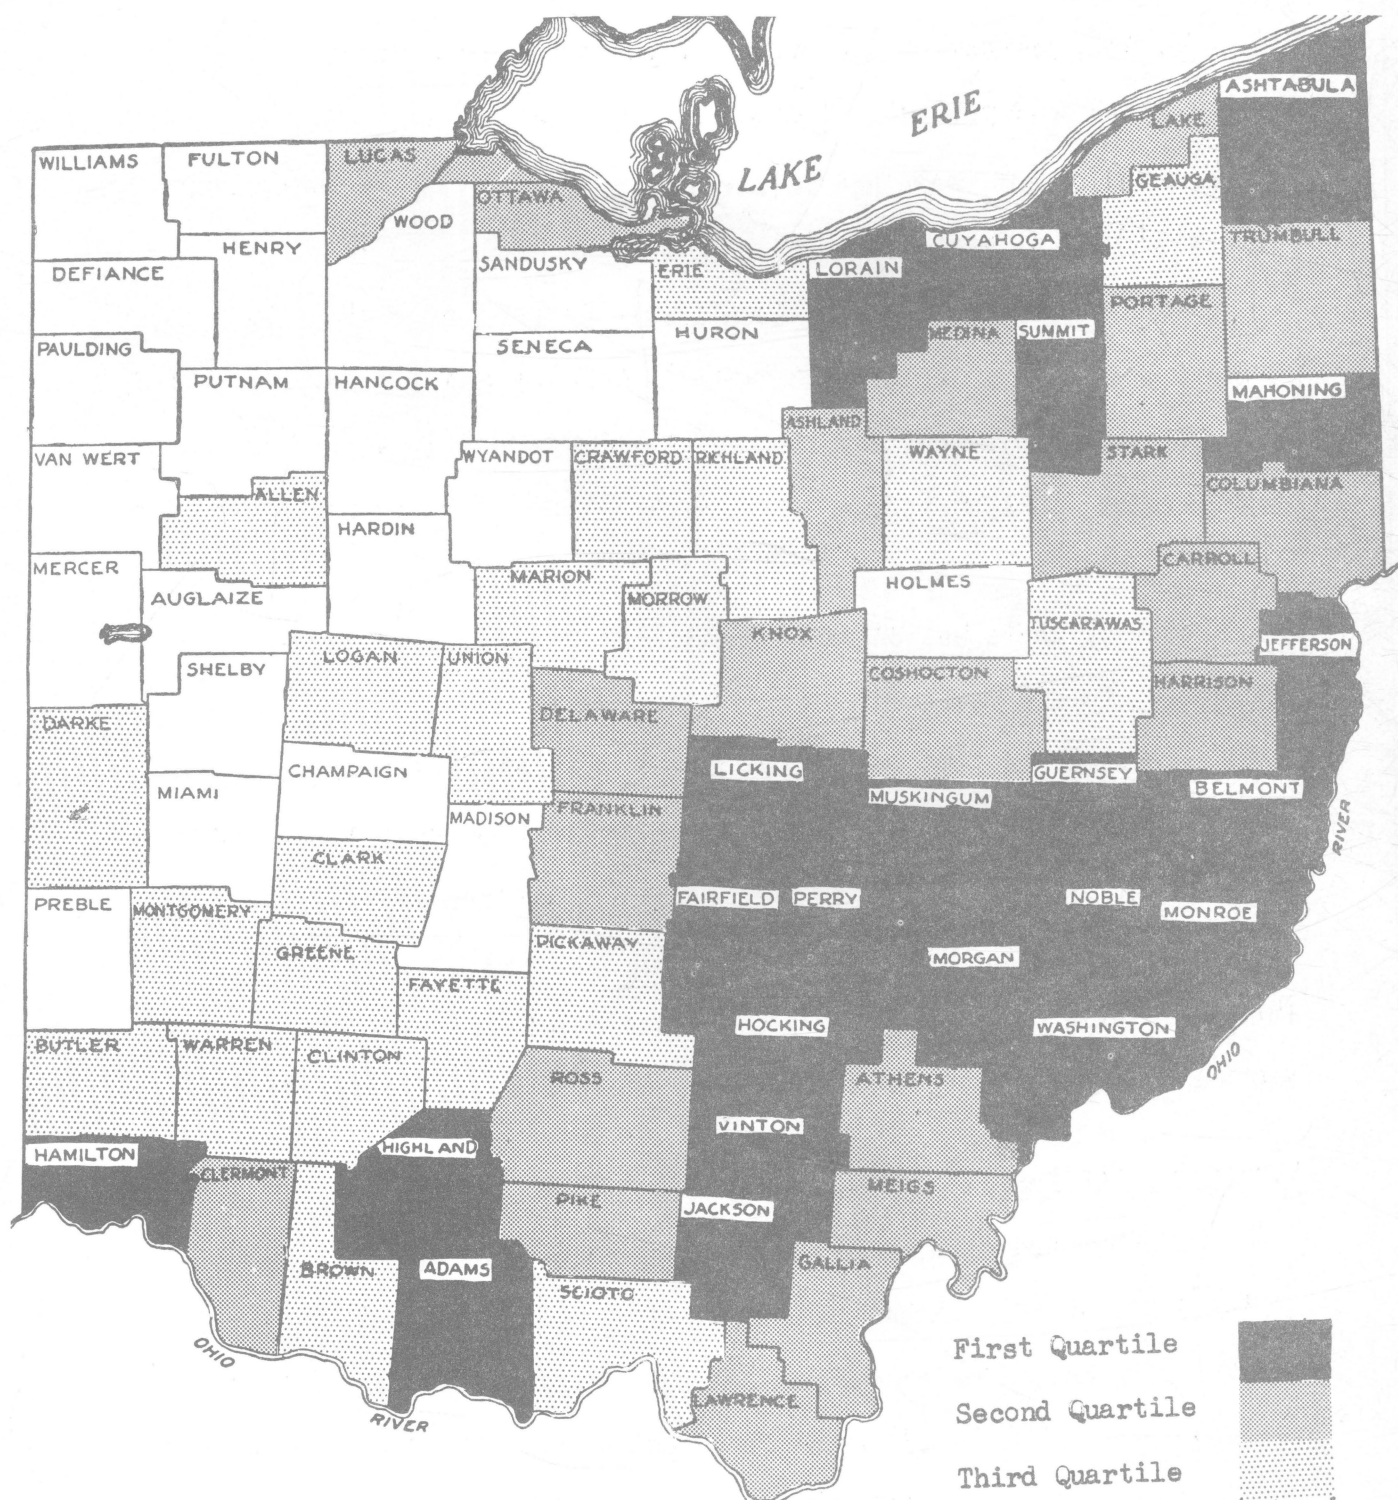 ERIE
LAKE
ASHTABULA
LAKE
WILLIAMS
FULTON
LUCAS
GEAUGA
OTTAWA
WOOD
HENRY
CUYAHOGA
TRUMBULL
DEFIANCE
SANDUSKY
ERIE
LORAIN
PORTAGE
PAULDING
SENECA
HURON
MEDINA
SUMMIT
PUTNAM
HANCOCK
MAHONING
ASHLAND
VAN WERT
WYANDOT
CRAWFORD
RICHLAND
WAYNE
STARK
COLUMBIANA
ALLEN
HARDIN
CARROLL
MERCER
MARION
HOLMES
AUGLAIZE
MORROW
KNOX
TUSCARAWAS
JEFFERSON
LOGAN
UNION
SHELBY
COSHOCTON
HARRISON
DARKE
DELAWARE
CHAMPAIGN
LICKING
GUERNSEY
MIAMI
MUSKINGUM
BELMONT
MADISON
FRANKLIN
RIVER
CLARK
PREBLE
MONTGOMERY
FAIRFIELD
PERRY
NOBLE
MONROE
GREENE
PICKAWAY
MORGAN
FAYETTE
HOCKING
WASHINGTON
BUTLER
WARREN
CLINTON
OHIO
ROSS
ATHENS
HAMILTON
HIGHLAND
VINTON
CLERMONT
PIKE
MEIGS
JACKSON
BROWN
ADAMS
GALLIA
SCIOTO
OHIO
First Quartile
LAWRENCE
Second Quartile
RIVER
Third Quartile